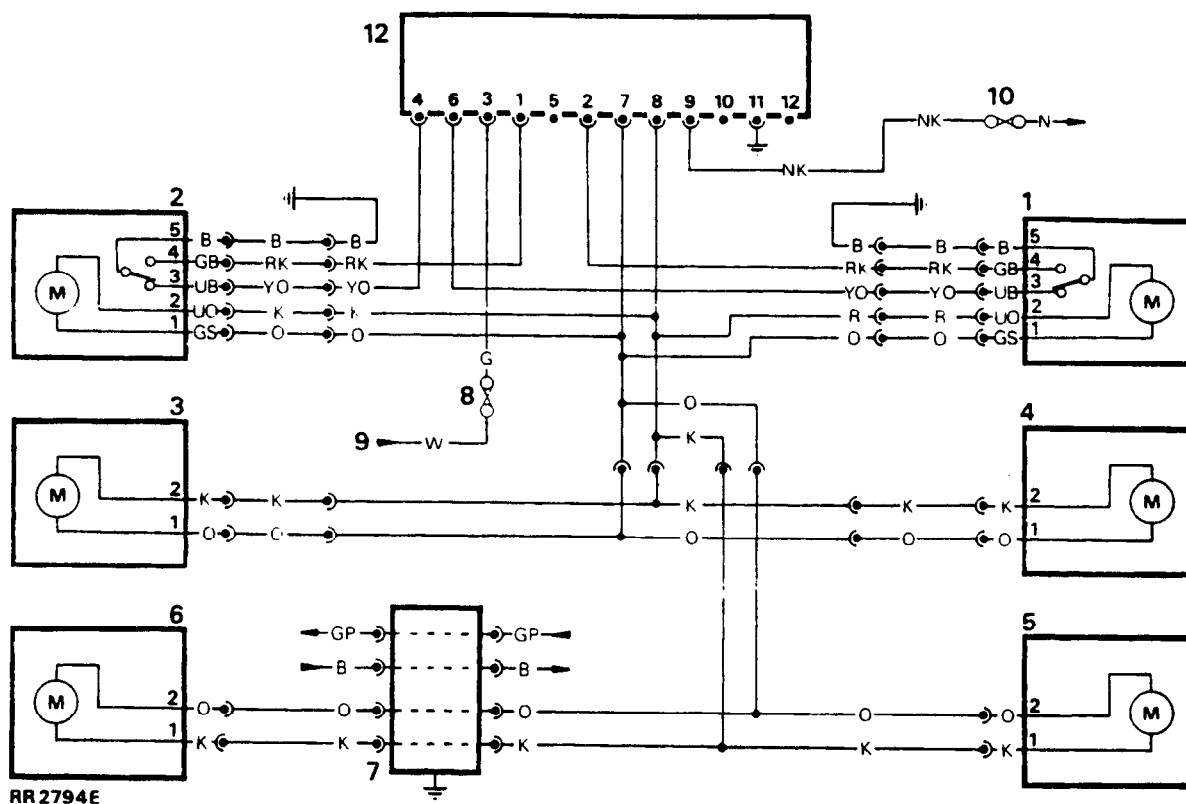 12
4 6 3 1 5 2 7 8 9 10 11 12
10
NK N
NK
2
5 B B B
4 GB RK RK
3 UB YO YO
2 UO K K
1 GS O O
M
1
B B B 5
RK RK GB 4
YO YO UB 3
R R UO 2
O O GS 1
M
G
8
9 W
O
K
3
M
2 K K
1 O O
K K K 2
O O O 1
4
M
6
M
2 O O
1 K K
GP GP
B B
O O O 2
K K K 1
7
5
M
RR2794E